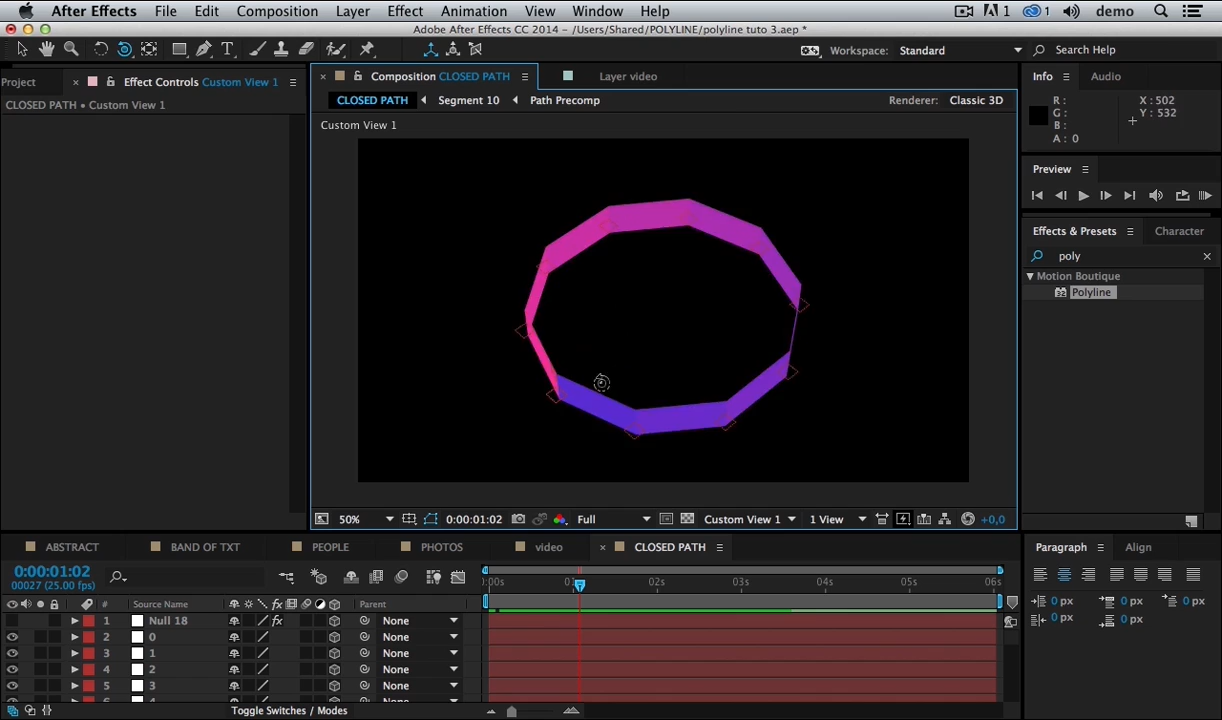 After Effects File Edit Composition Layer Effect Animation View Window Help 1 1 demo
Adobe After Effects CC 2014 - /Users/Shared/POLYLINE/polyline tuto 3.aep *
Workspace: Standard Search Help
Project × Effect Controls Custom View 1
CLOSED PATH • Custom View 1
× Composition CLOSED PATH Layer video
CLOSED PATH Segment 10 Path Precomp Renderer: Classic 3D
Custom View 1
Info Audio
R: X: 502
G: Y: 532
B:
A: 0
Preview
Effects & Presets Character
poly ×
Motion Boutique
32 Polyline
50% 0:00:01:02 Full Custom View 1 1 View +0,0
ABSTRACT BAND OF TXT PEOPLE PHOTOS video × CLOSED PATH
Paragraph Align
0:00:01:02
00027 (25.00 fps)
:00s 02s 03s 04s 05s 06s
# Source Name fx Parent
1 Null 18 fx None
2 0 None
3 1 None
4 2 None
5 3 None
0 px 0 px 0 px
0 px 0 px
Toggle Switches / Modes